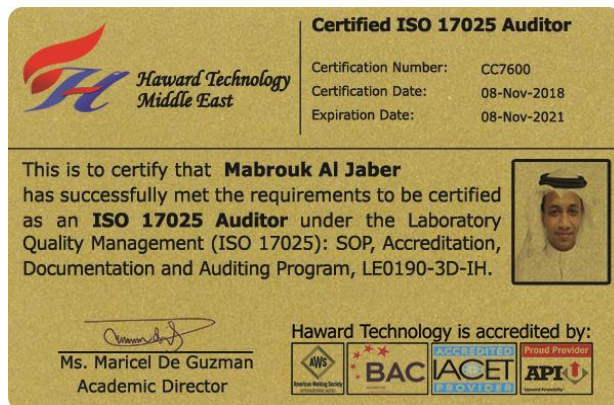 Haward Technology
Middle East
Certified ISO 17025 Auditor
Certification Number: CC7600
Certification Date: 08-Nov-2018
Expiration Date: 08-Nov-2021
This is to certify that Mabrouk Al Jaber
has successfully met the requirements to be certified
as an ISO 17025 Auditor under the Laboratory
Quality Management (ISO 17025): SOP, Accreditation,
Documentation and Auditing Program, LE0190-3D-IH.
Ms. Maricel De Guzman
Academic Director
Haward Technology is accredited by:
AWS
American Welding Society
BAC
ACCREDITED
IACET
PROVIDER
Proud Provider
API